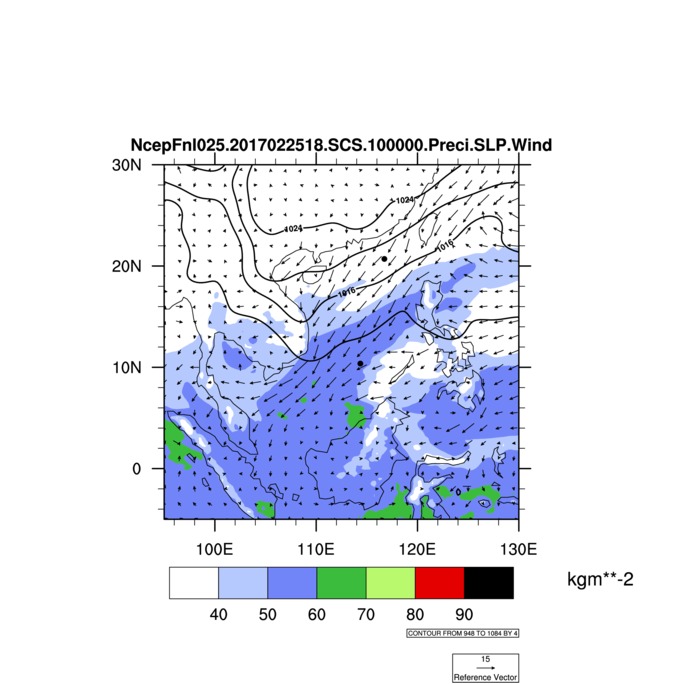 NcepFnl025.2017022518.SCS.100000.Preci.SLP.Wind
30N
20N
10N
0
1024
1024
1016
1016
100E 110E 120E 130E
kgm**-2
40 50 60 70 80 90
CONTOUR FROM 948 TO 1084 BY 4
15
Reference Vector